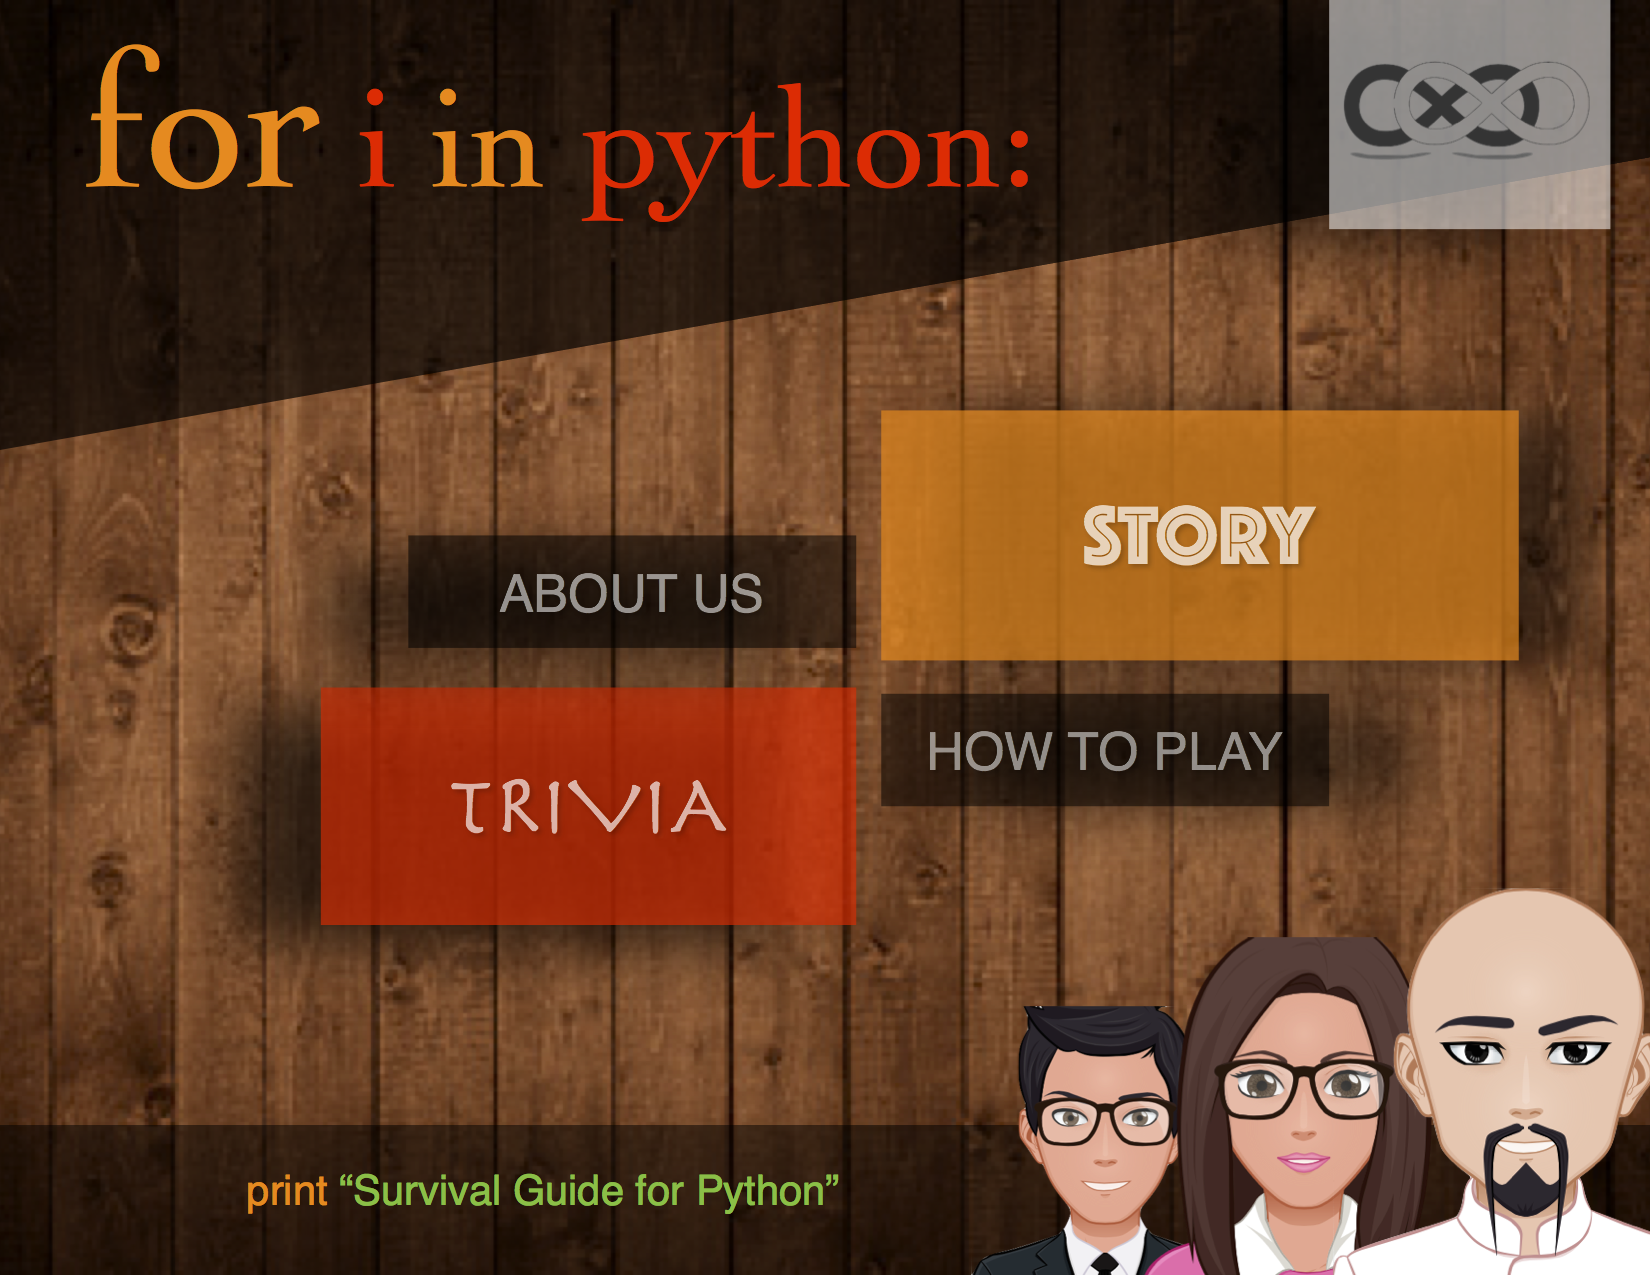 for i in python:
STORY
ABOUT US
TRIVIA
HOW TO PLAY
print “Survival Guide for Python”